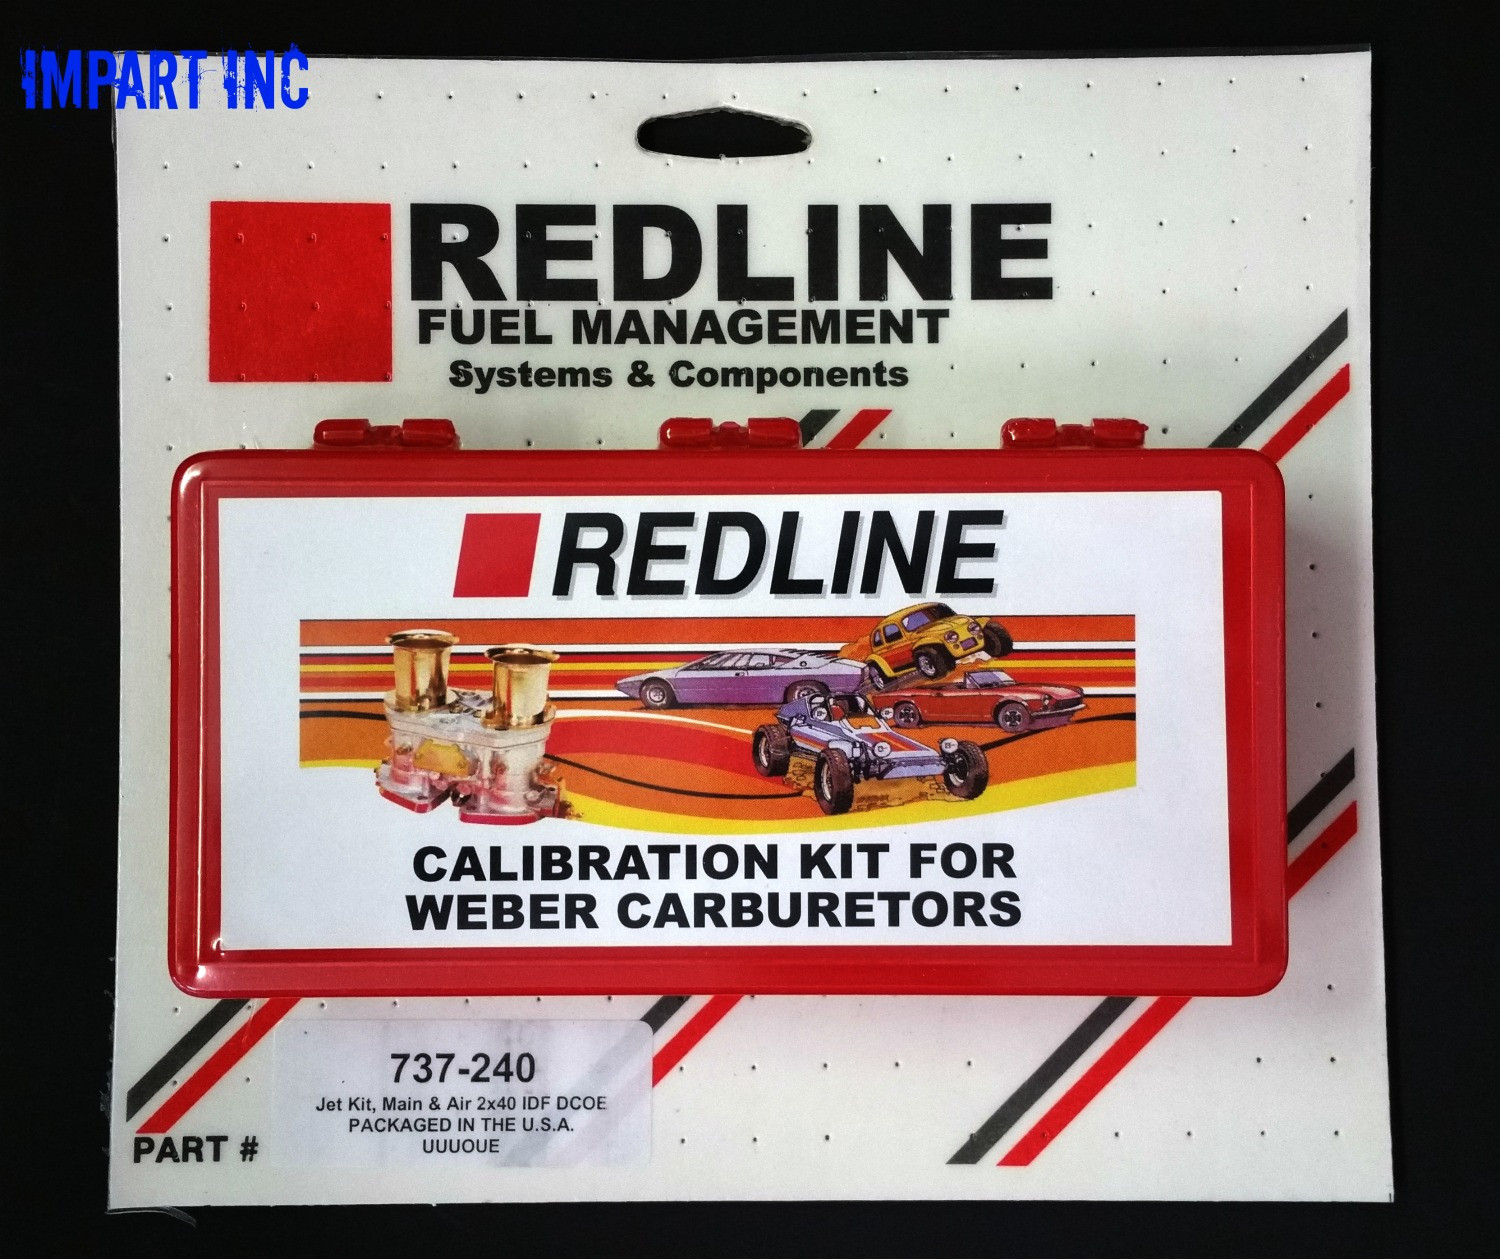 IMPART INC
REDLINE
FUEL MANAGEMENT
Systems & Components
REDLINE
CALIBRATION KIT FOR
WEBER CARBURETORS
737-240
Jet Kit, Main & Air 2x40 IDF DCOE
PACKAGED IN THE U.S.A.
UUUOUE
PART #